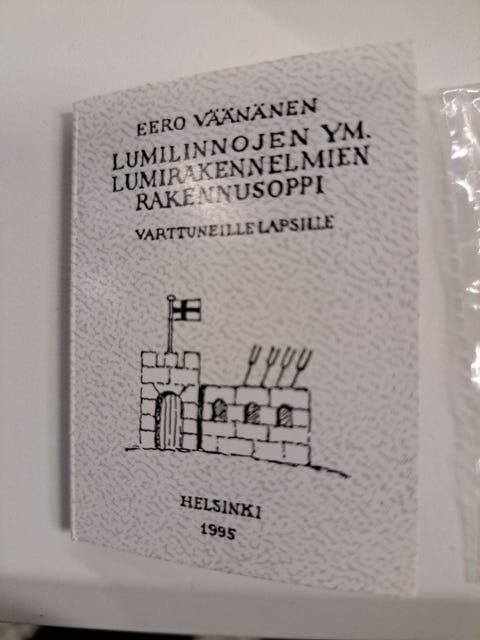 EERO VÄÄNÄNEN
LUMILINNOJEN YM.
LUMIRAKENNELMIEN
RAKENNUSOPPI
VARTTUNEILLE LAPSILLE
HELSINKI
1995